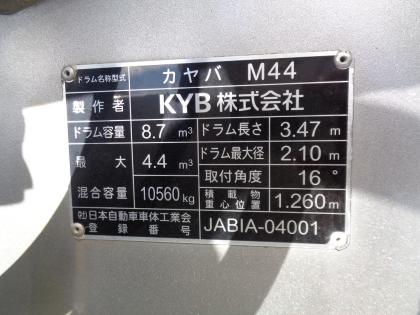 ドラム名称型式 カヤバ M44
製作者 KYB株式会社
ドラム容量 8.7 m³ ドラム長さ 3.47 m
最大 4.4 m³ ドラム最大径 2.10 m
取付角度 16 °
混合容量 10560kg 積載物重心位置 1.260m
㈳日本自動車車体工業会
登録番号 JABIA-04001